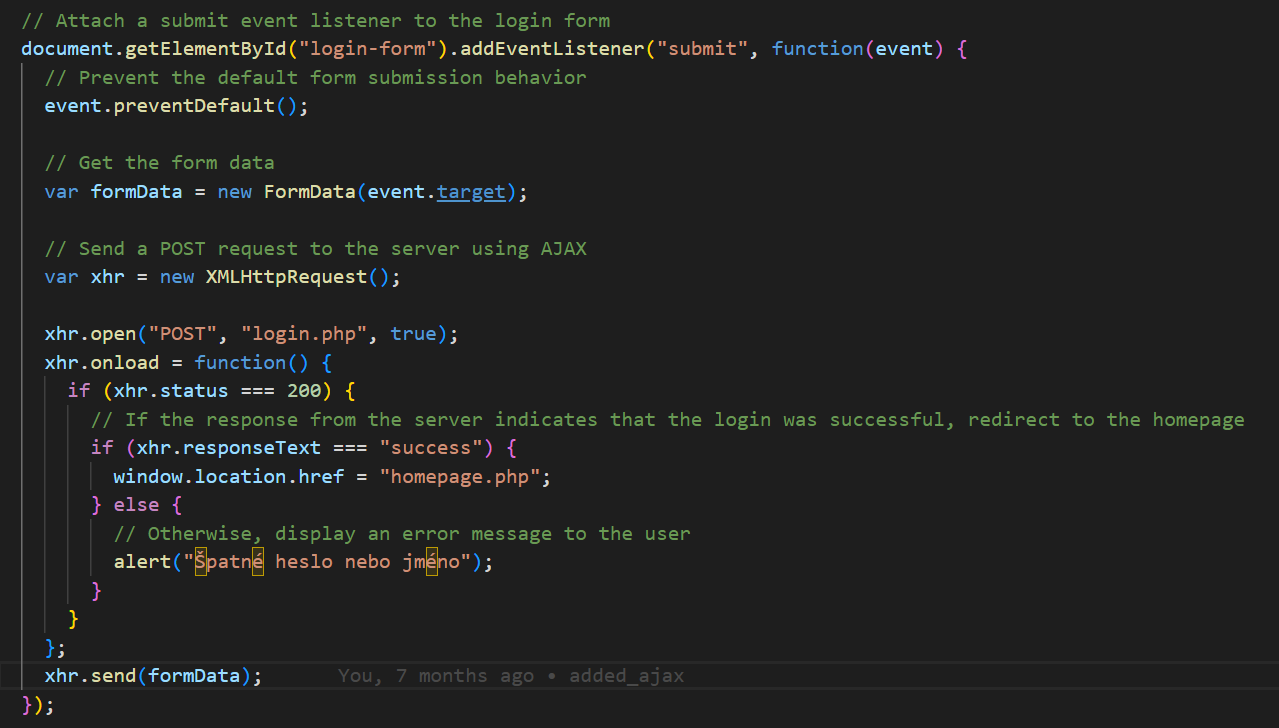 // Attach a submit event listener to the login form
document.getElementById("login-form").addEventListener("submit", function(event) {
// Prevent the default form submission behavior
event.preventDefault();
// Get the form data
var formData = new FormData(event.target);
// Send a POST request to the server using AJAX
var xhr = new XMLHttpRequest();
xhr.open("POST", "login.php", true);
xhr.onload = function() {
if (xhr.status === 200) {
// If the response from the server indicates that the login was successful, redirect to the homepage
if (xhr.responseText === "success") {
window.location.href = "homepage.php";
} else {
// Otherwise, display an error message to the user
alert("Špatné heslo nebo jméno");
}
}
};
xhr.send(formData); You, 7 months ago • added_ajax
});